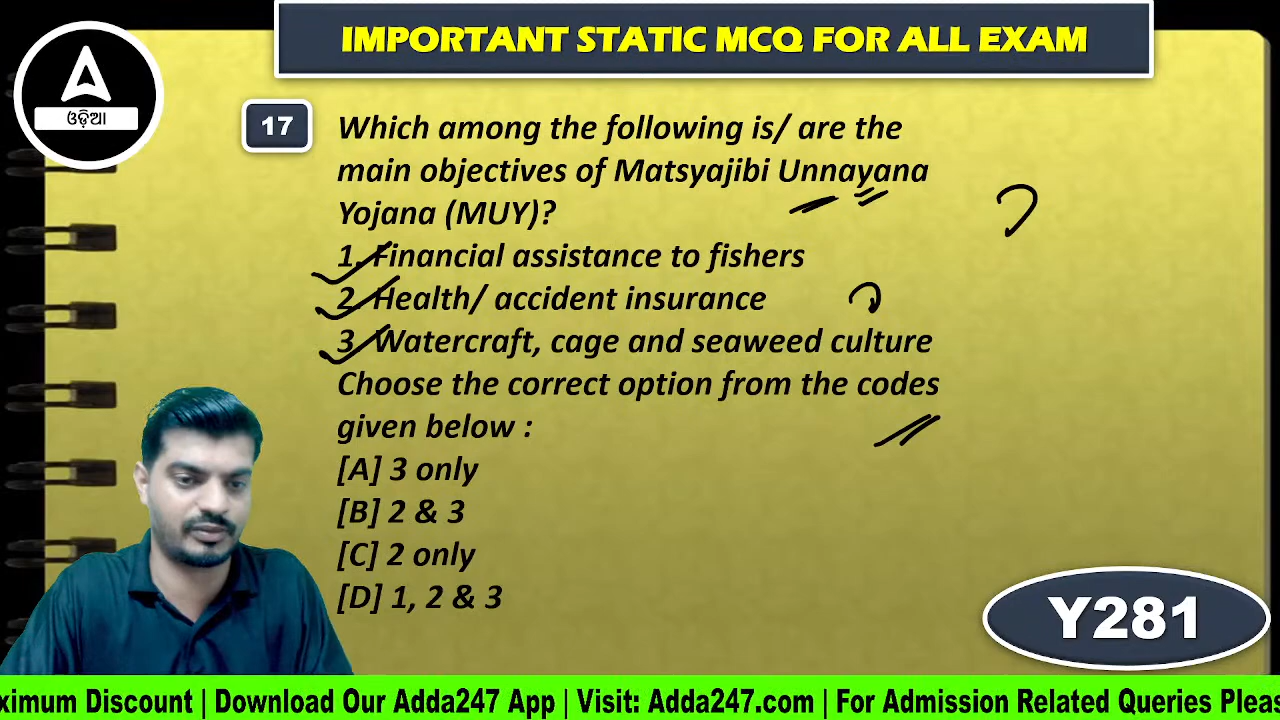 IMPORTANT STATIC MCQ FOR ALL EXAM
ଓଡ଼ିଆ
17
Which among the following is/ are the
main objectives of Matsyajibi Unnayana
Yojana (MUY)?
1. Financial assistance to fishers
2. Health/ accident insurance
3. Watercraft, cage and seaweed culture
Choose the correct option from the codes
given below :
[A] 3 only
[B] 2 & 3
[C] 2 only
[D] 1, 2 & 3
Y281
Discount | Download Our Adda247 App | Visit: Adda247.com | For Admission Related Queries